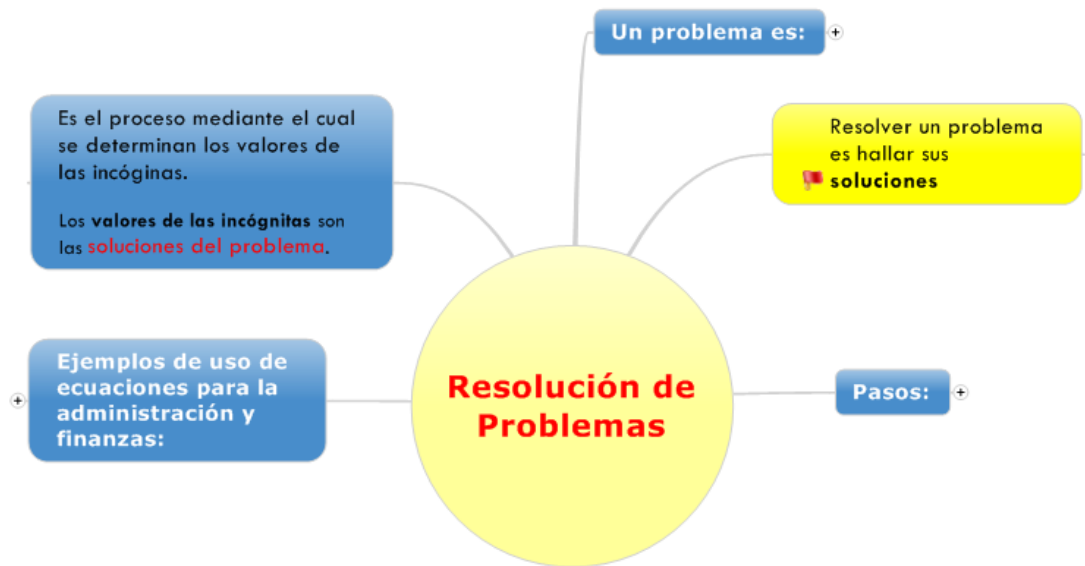 Un problema es:
Es el proceso mediante el cual
se determinan los valores de
las incóginas.
Los valores de las incógnitas son
las soluciones del problema.
Resolver un problema
es hallar sus
soluciones
Resolución de
Problemas
Ejemplos de uso de
ecuaciones para la
administración y
finanzas:
Pasos: